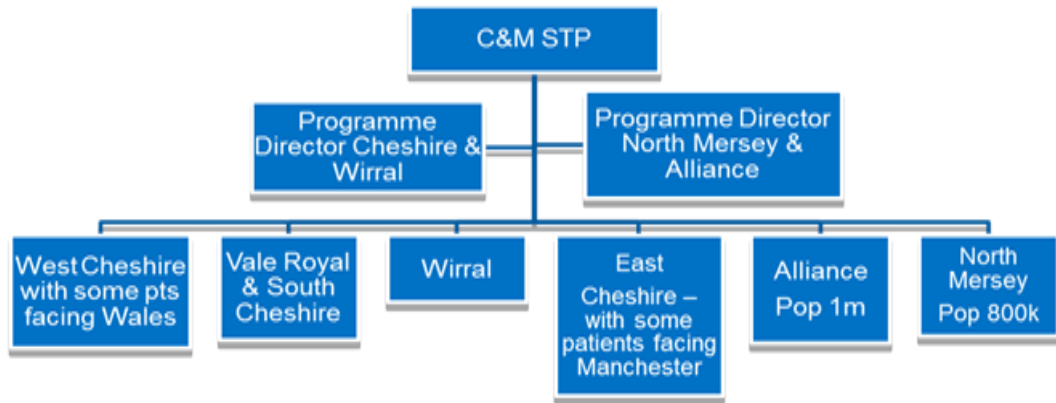 C&M STP
Programme
Director Cheshire &
Wirral
Programme Director
North Mersey &
Alliance
West Cheshire
with some pts
facing Wales
Vale Royal
& South
Cheshire
Wirral
East
Cheshire –
with some
patients facing
Manchester
Alliance
Pop 1m
North
Mersey
Pop 800k